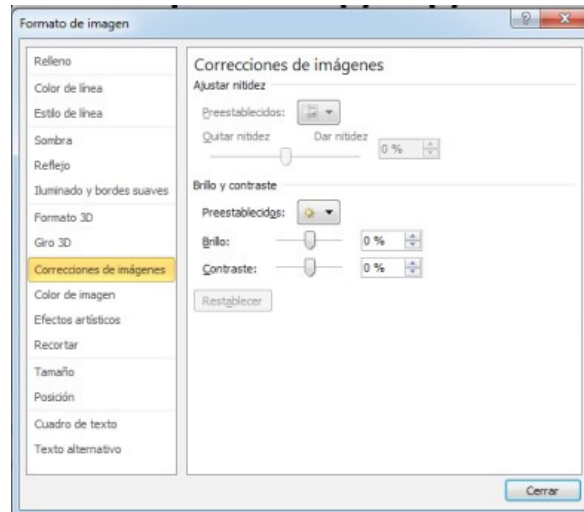 Formato de imagen
Relleno
Color de línea
Estilo de línea
Sombra
Reflejo
Iluminado y bordes suaves
Formato 3D
Giro 3D
Correcciones de imágenes
Color de imagen
Efectos artísticos
Recortar
Tamaño
Posición
Cuadro de texto
Texto alternativo
Correcciones de imágenes
Ajustar nitidez
Preestablecidos:
Quitar nitidez Dar nitidez
0 %
Brillo y contraste
Preestablecidos:
Brillo: 0 %
Contraste: 0 %
Restablecer
Cerrar